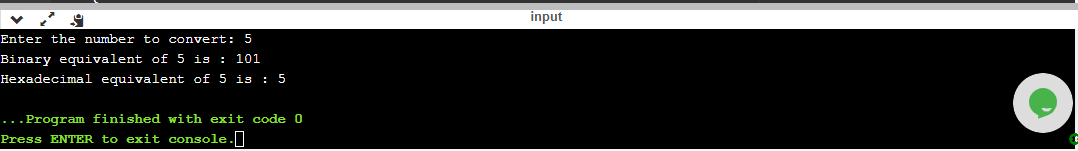 input
Enter the number to convert: 5
Binary equivalent of 5 is : 101
Hexadecimal equivalent of 5 is : 5
...Program finished with exit code 0
Press ENTER to exit console.